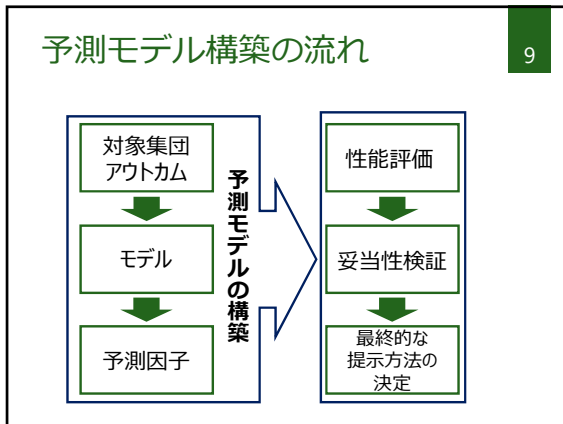 予測モデル構築の流れ
9
対象集団
アウトカム
モデル
予測因子
予測モデルの構築
性能評価
妥当性検証
最終的な
提示方法の
決定